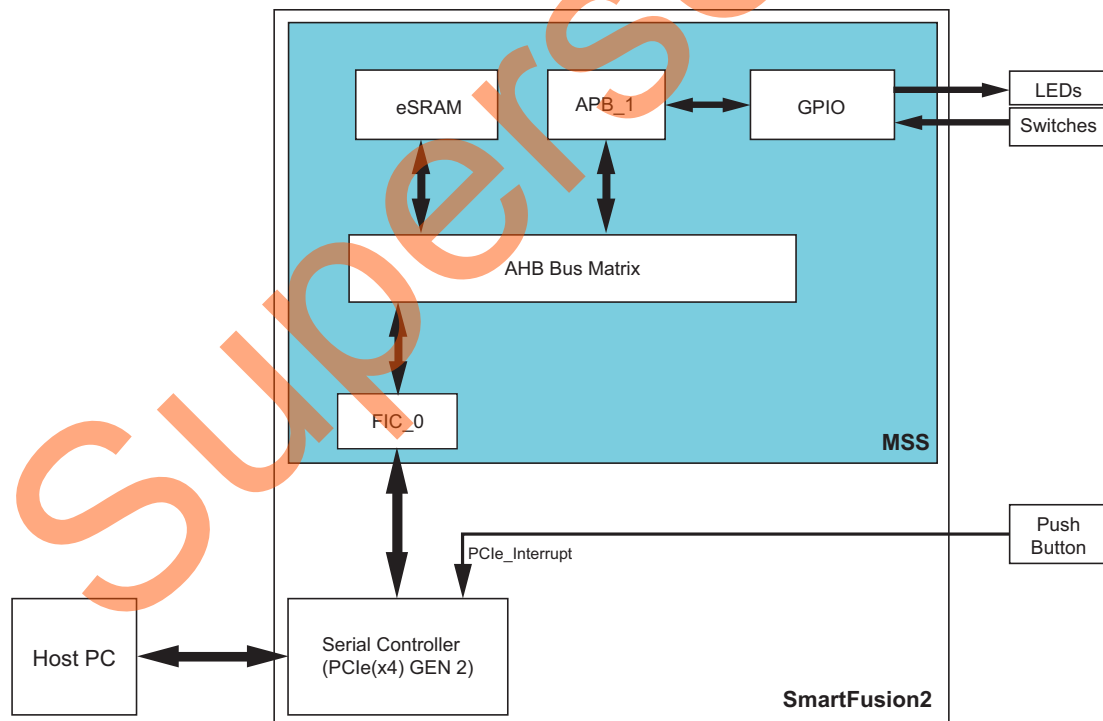 eSRAM
APB_1
GPIO
LEDs
Switches
AHB Bus Matrix
FIC_0
MSS
Push
Button
PCIe_Interrupt
Host PC
Serial Controller
(PCIe(x4) GEN 2)
SmartFusion2
Supers